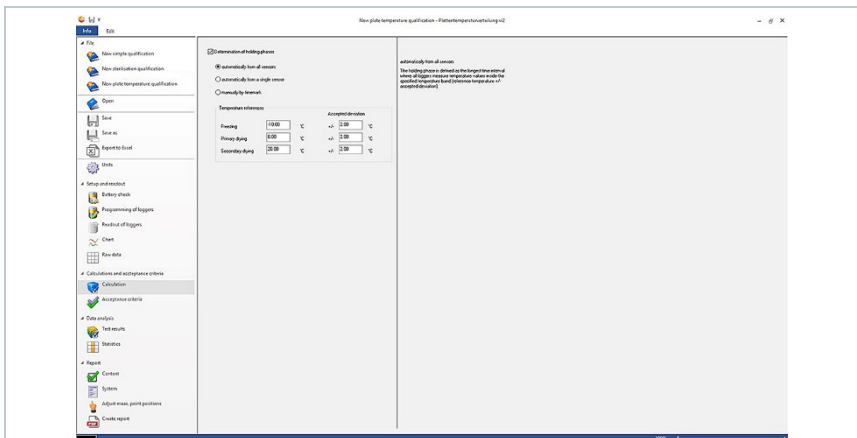 New plate temperature qualification - Plattentemperaturverteilung.vi2
Info Edit
File
New simple qualification
New sterilisation qualification
New plate temperature qualification
Open
Save
Save as
Export to Excel
Units
Setup and readout
Battery check
Programming of loggers
Readout of loggers
Chart
Raw data
Calculations and acceptance criteria
Calculation
Acceptance criteria
Data analysis
Test results
Statistics
Report
Content
System
Adjust meas. point positions
PDF Create report
Determination of holding phases
automatically from all sensors
automatically from a single sensor
manually by timemark
Temperature references
Accepted deviation
Freezing -10.00 °C +/- 2.00 °C
Primary drying 0.00 °C +/- 2.00 °C
Secondary drying 20.00 °C +/- 2.00 °C
automatically from all sensors
The holding phase is defined as the longest time interval
where all loggers measure temperature values inside the
specified temperature band (reference temperature +/-
accepted deviation)